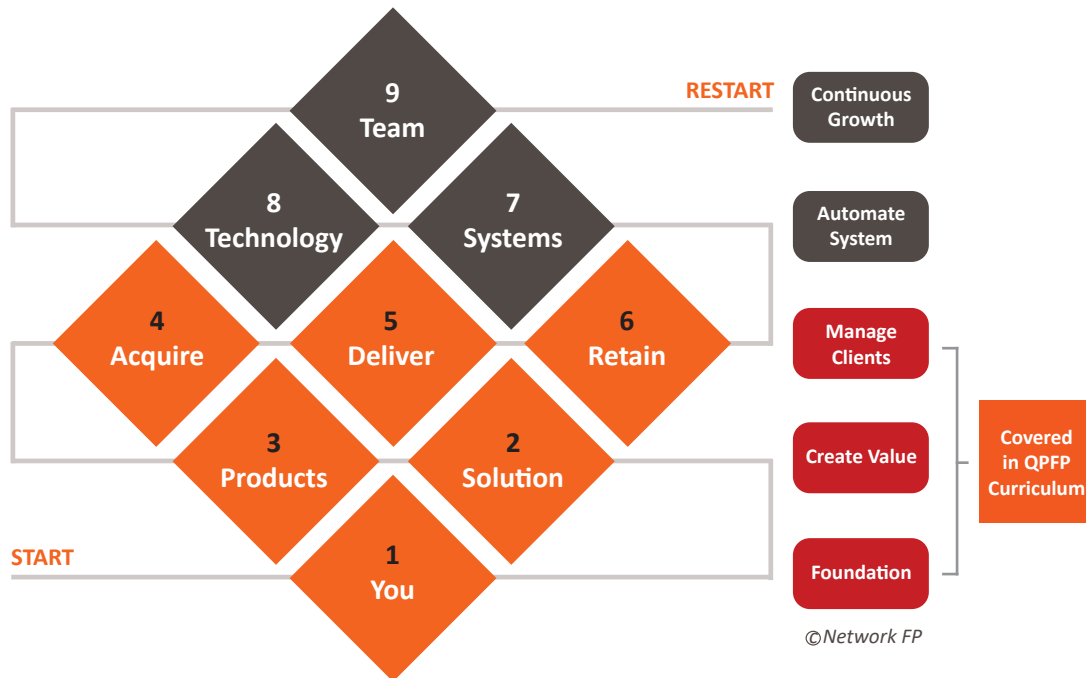 9
Team
RESTART
Continuous
Growth
8
Technology
7
Systems
Automate
System
4
Acquire
5
Deliver
6
Retain
Manage
Clients
3
Products
2
Solution
Create Value
Covered
in QPFP
Curriculum
START
1
You
Foundation
©Network FP